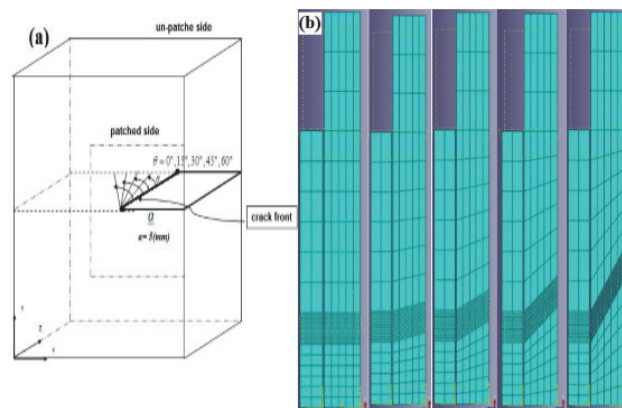 (a)
un-patche side
patched side
θ = 0°,15°,30°, 45°, 60°
crack front
O
a= 5(mm)
Y
Z
(b)